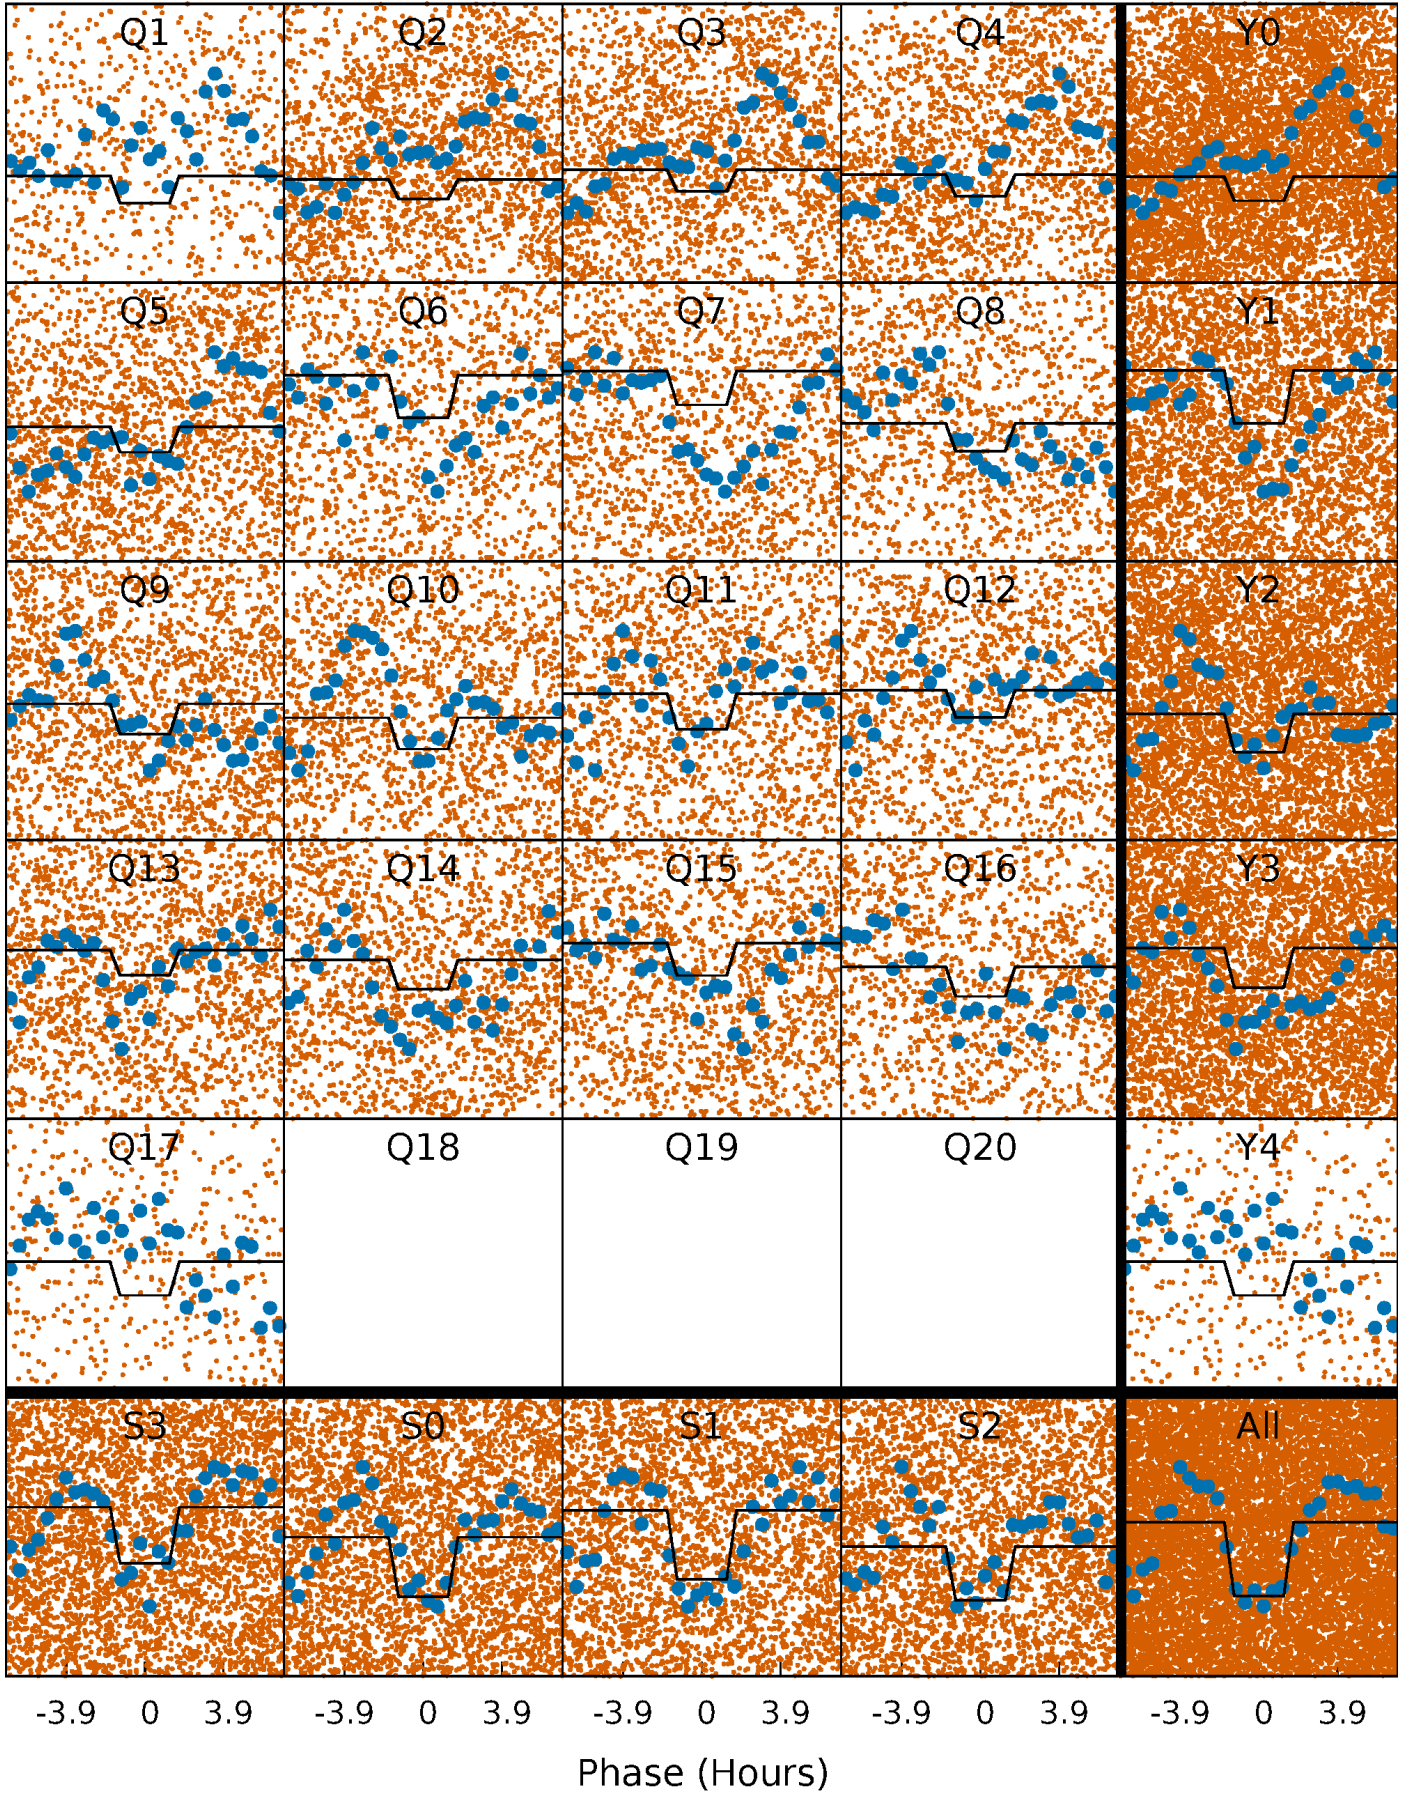 Q1 Q2 Q3 Q4 Y0
Q5 Q6 Q7 Q8 Y1
Q9 Q10 Q11 Q12 Y2
Q13 Q14 Q15 Q16 Y3
Q17 Q18 Q19 Q20 Y4
S3 S0 S1 S2 All
-3.9 0 3.9 -3.9 0 3.9 -3.9 0 3.9 -3.9 0 3.9 -3.9 0 3.9
Phase (Hours)